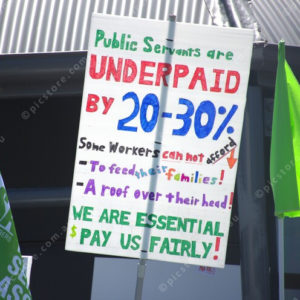 Public Servants are
UNDERPAID
BY 20-30%
Some Workers can not afford
- To feed their families!
- A roof over their head!
WE ARE ESSENTIAL
$ PAY US FAIRLY!